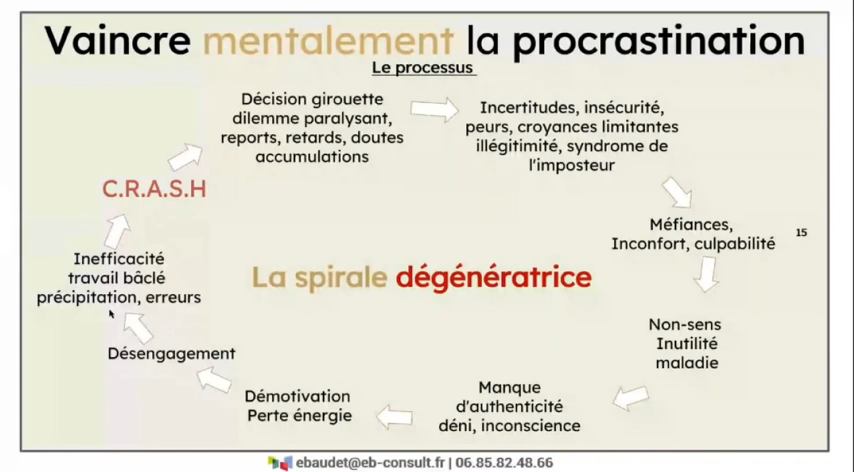 Vaincre mentalement la procrastination
Le processus
Décision girouette
dilemme paralysant,
reports, retards, doutes
accumulations
Incertitudes, insécurité,
peurs, croyances limitantes
illégitimité, syndrome de
l'imposteur
Méfiances,
Inconfort, culpabilité
15
Non-sens
Inutilité
maladie
Manque
d'authenticité
déni, inconscience
Démotivation
Perte énergie
Désengagement
Inefficacité
travail bâclé
précipitation, erreurs
C.R.A.S.H
La spirale dégénératrice
ebaudet@eb-consult.fr | 06.85.82.48.66